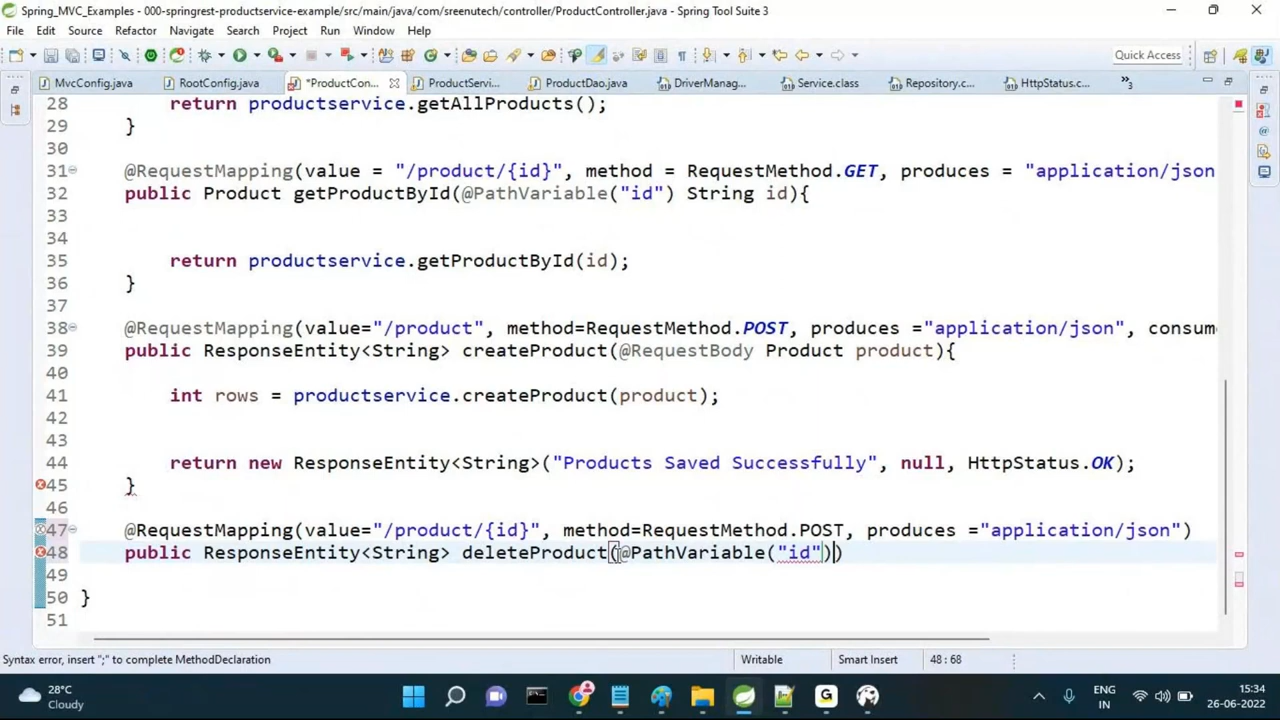 Spring_MVC_Examples - 000-springrest-productservice-example/src/main/java/com/sreenutech/controller/ProductController.java - Spring Tool Suite 3
File Edit Source Refactor Navigate Search Project Run Window Help
Quick Access
MvcConfig.java RootConfig.java *ProductCon... ProductServi... ProductDao.java DriverManag... Service.class Repository.c... HttpStatus.c... »3
28 return productservice.getAllProducts();
29 }
30
31 @RequestMapping(value = "/product/{id}", method = RequestMethod.GET, produces = "application/json
32 public Product getProductById(@PathVariable("id") String id){
33
34
35 return productservice.getProductById(id);
36 }
37
38 @RequestMapping(value="/product", method=RequestMethod.POST, produces ="application/json", consum
39 public ResponseEntity<String> createProduct(@RequestBody Product product){
40
41 int rows = productservice.createProduct(product);
42
43
44 return new ResponseEntity<String>("Products Saved Successfully", null, HttpStatus.OK);
45 }
46
47 @RequestMapping(value="/product/{id}", method=RequestMethod.POST, produces ="application/json")
48 public ResponseEntity<String> deleteProduct(@PathVariable("id"))
49
50 }
51
Syntax error, insert ";" to complete MethodDeclaration Writable Smart Insert 48 : 68
28°C
Cloudy
ENG
IN
15:34
26-06-2022